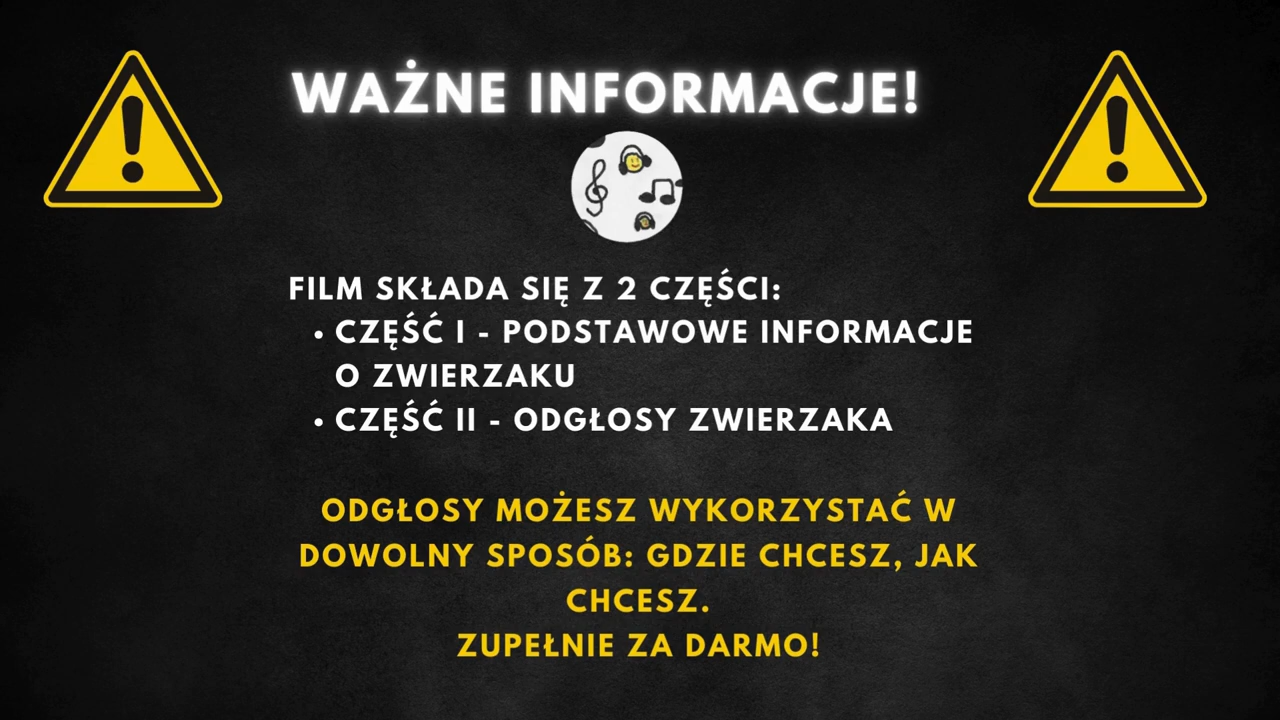 WAŻNE INFORMACJE!
FILM SKŁADA SIĘ Z 2 CZĘŚCI:
• CZĘŚĆ I - PODSTAWOWE INFORMACJE
O ZWIERZAKU
• CZĘŚĆ II - ODGŁOSY ZWIERZAKA
ODGŁOSY MOŻESZ WYKORZYSTAĆ W
DOWOLNY SPOSÓB: GDZIE CHCESZ, JAK
CHCESZ.
ZUPEŁNIE ZA DARMO!